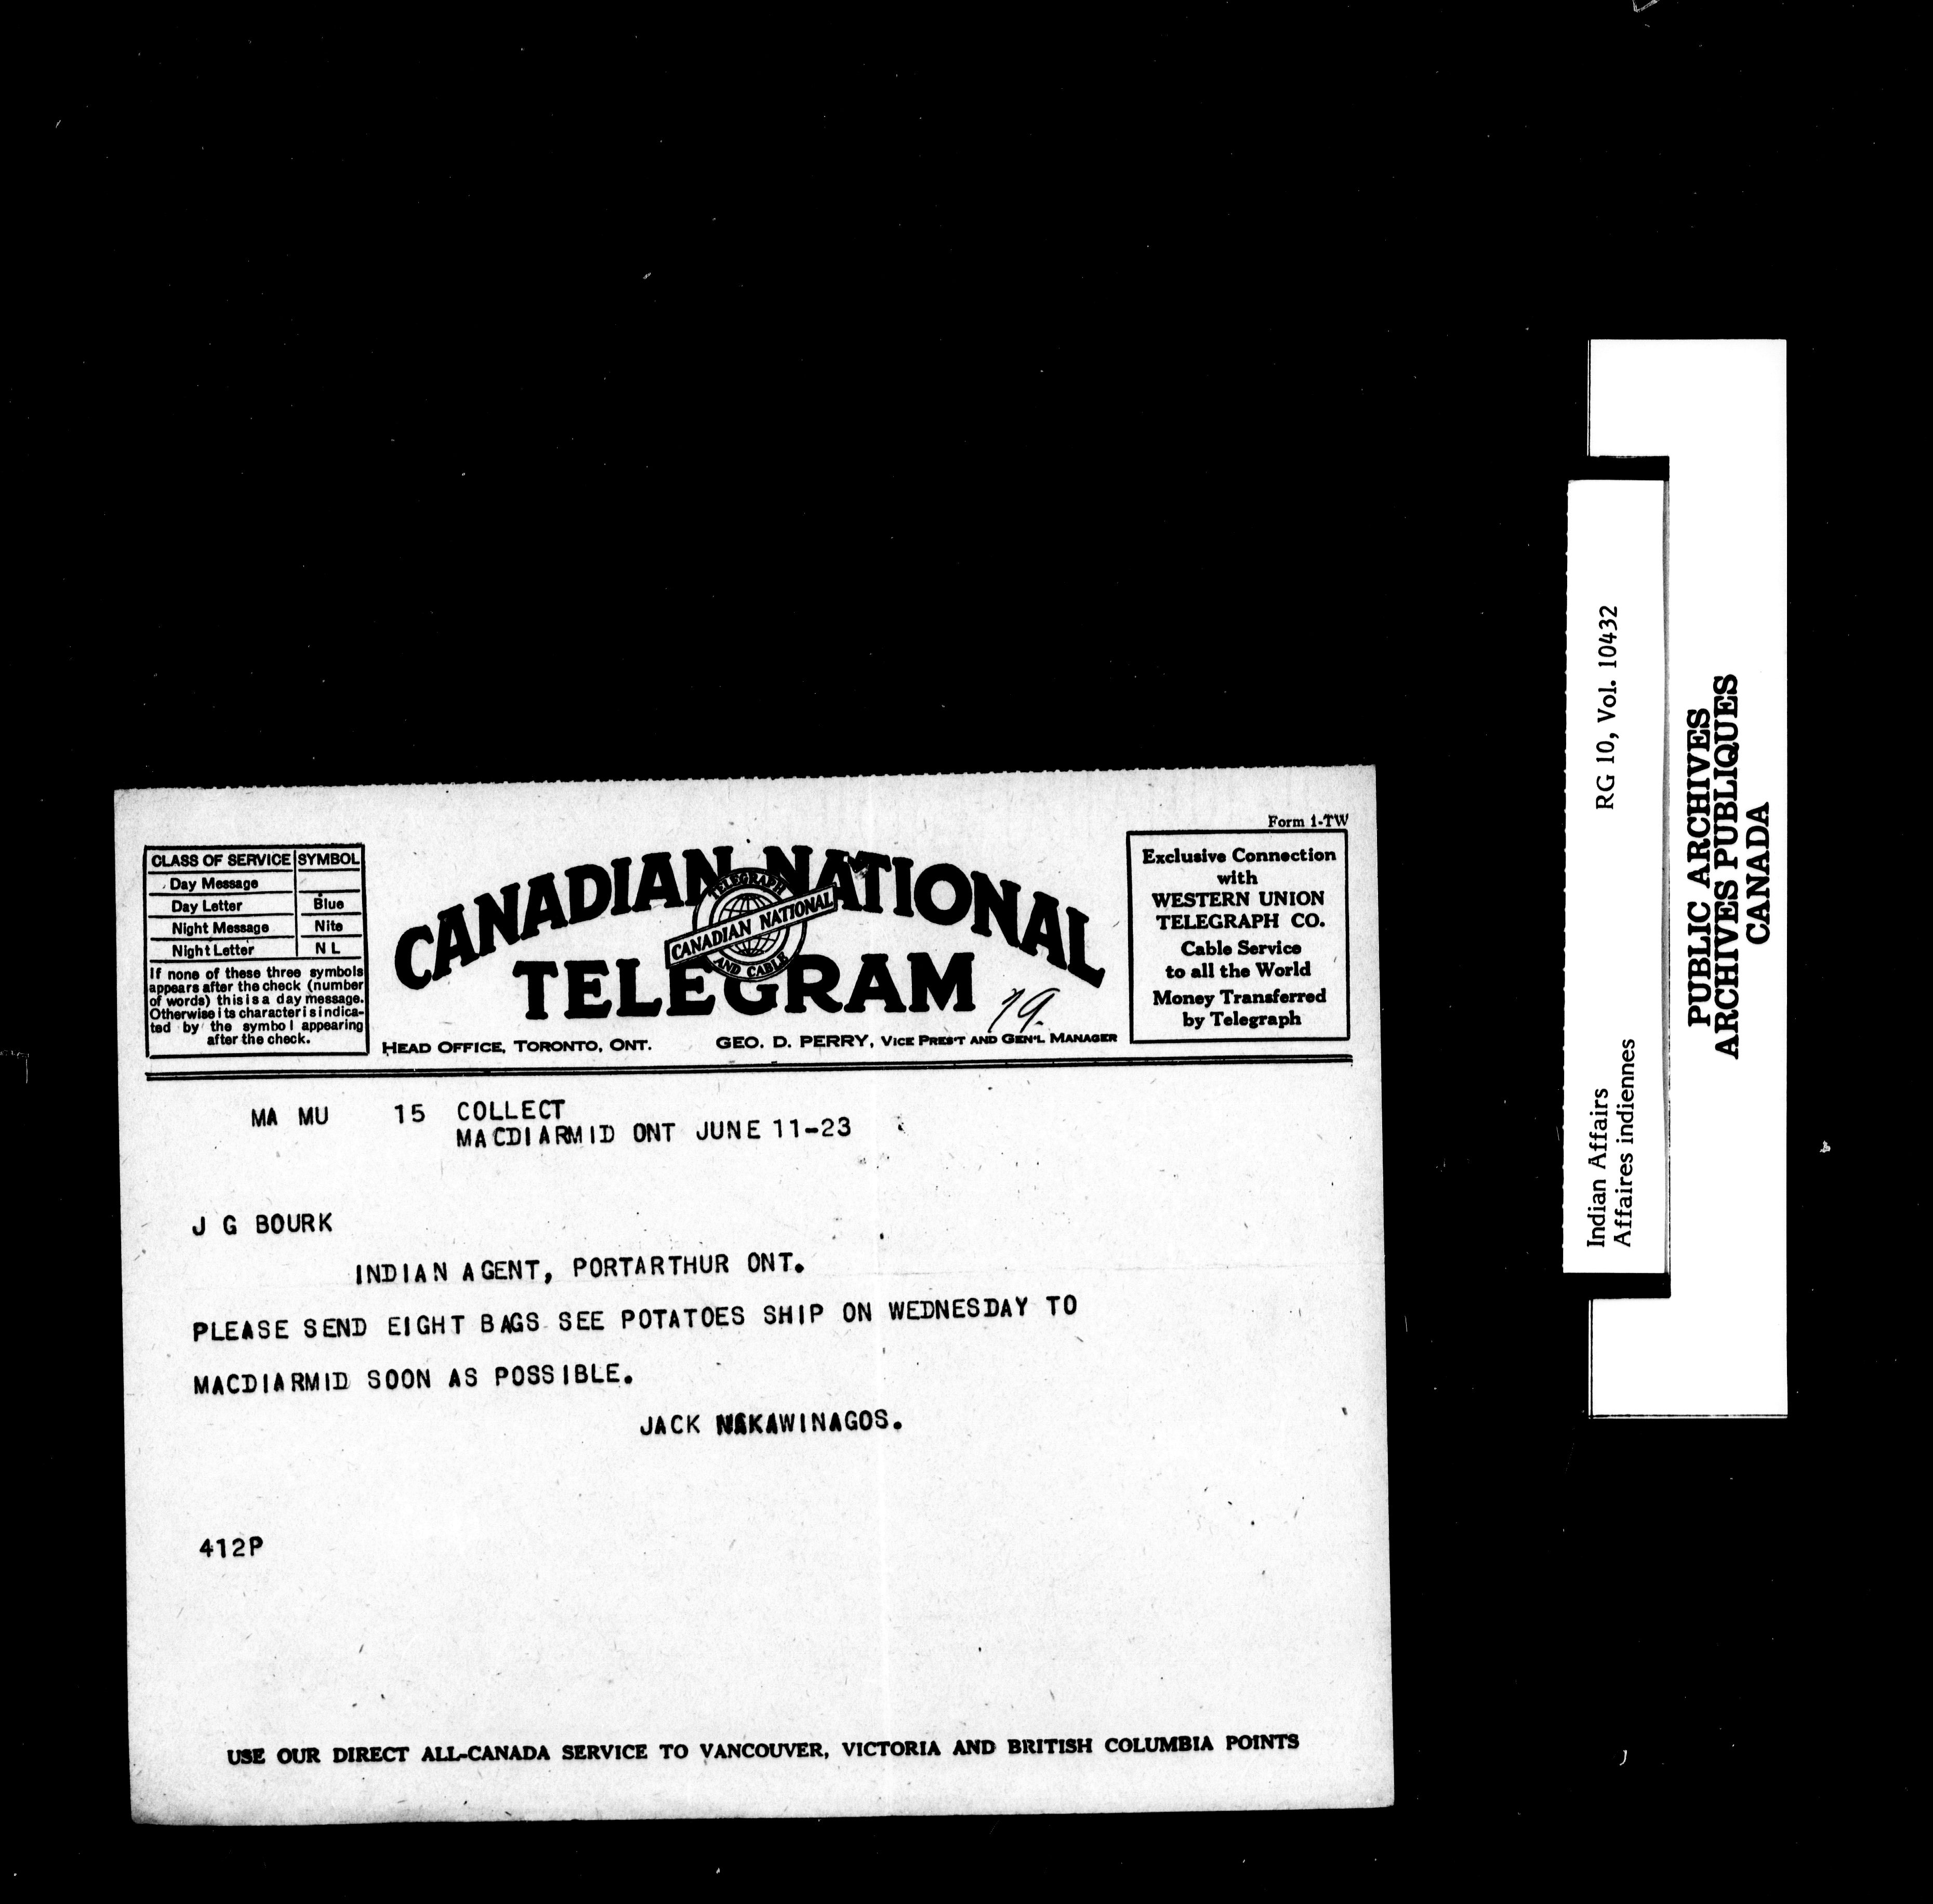 Form 1-TW
CLASS OF SERVICE SYMBOL
Day Message
Day Letter Blue
Night Message Nite
Night Letter N L
If none of these three symbols
appears after the check (number
of words) this is a day message.
Otherwise its character is indica-
ted by the symbol appearing
after the check.
CANADIAN NATIONAL
TELEGRAPH
CANADIAN NATIONAL
AND CABLE
TELEGRAM
79.
HEAD OFFICE, TORONTO, ONT. GEO. D. PERRY, VICE PRES'T AND GEN'L MANAGER
Exclusive Connection
with
WESTERN UNION
TELEGRAPH CO.
Cable Service
to all the World
Money Transferred
by Telegraph
MA MU 15 COLLECT
MACDIARMID ONT JUNE 11-23
J G BOURK
INDIAN AGENT, PORTARTHUR ONT.
PLEASE SEND EIGHT BAGS SEE POTATOES SHIP ON WEDNESDAY TO
MACDIARMID SOON AS POSSIBLE.
JACK NAKAWINAGOS.
412P
USE OUR DIRECT ALL-CANADA SERVICE TO VANCOUVER, VICTORIA AND BRITISH COLUMBIA POINTS
Indian Affairs RG 10, Vol. 10432
Affaires indiennes
PUBLIC ARCHIVES
ARCHIVES PUBLIQUES
CANADA